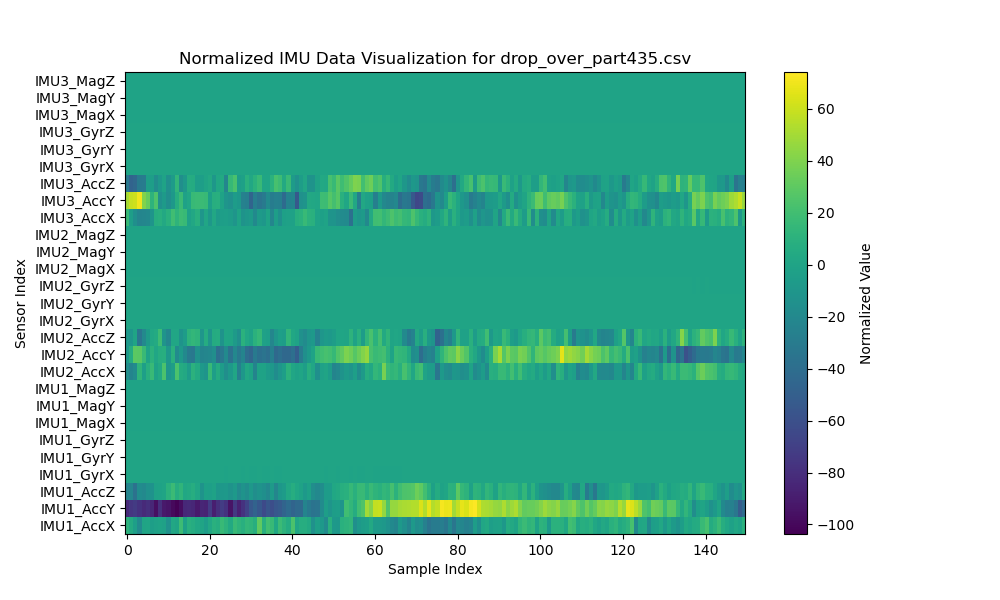 Normalized IMU Data Visualization for drop_over_part435.csv
IMU3_MagZ
IMU3_MagY
IMU3_MagX
IMU3_GyrZ
IMU3_GyrY
IMU3_GyrX
IMU3_AccZ
IMU3_AccY
IMU3_AccX
IMU2_MagZ
IMU2_MagY
IMU2_MagX
IMU2_GyrZ
IMU2_GyrY
IMU2_GyrX
IMU2_AccZ
IMU2_AccY
IMU2_AccX
IMU1_MagZ
IMU1_MagY
IMU1_MagX
IMU1_GyrZ
IMU1_GyrY
IMU1_GyrX
IMU1_AccZ
IMU1_AccY
IMU1_AccX
Sensor Index
0 20 40 60 80 100 120 140
Sample Index
60
40
20
0
−20
−40
−60
−80
−100
Normalized Value